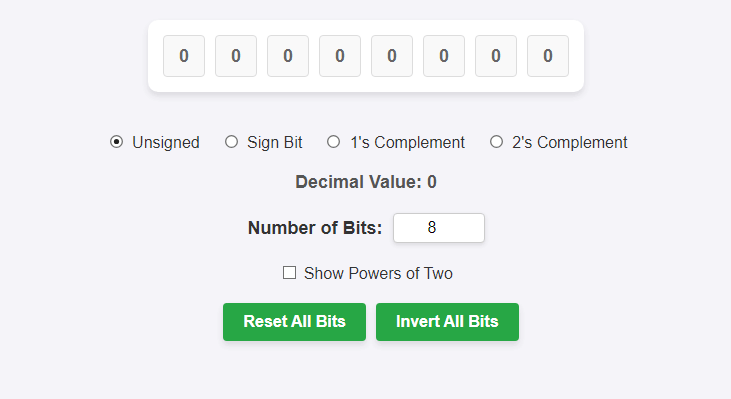 0 0 0 0 0 0 0 0
Unsigned Sign Bit 1's Complement 2's Complement
Decimal Value: 0
Number of Bits: 8
Show Powers of Two
Reset All Bits Invert All Bits